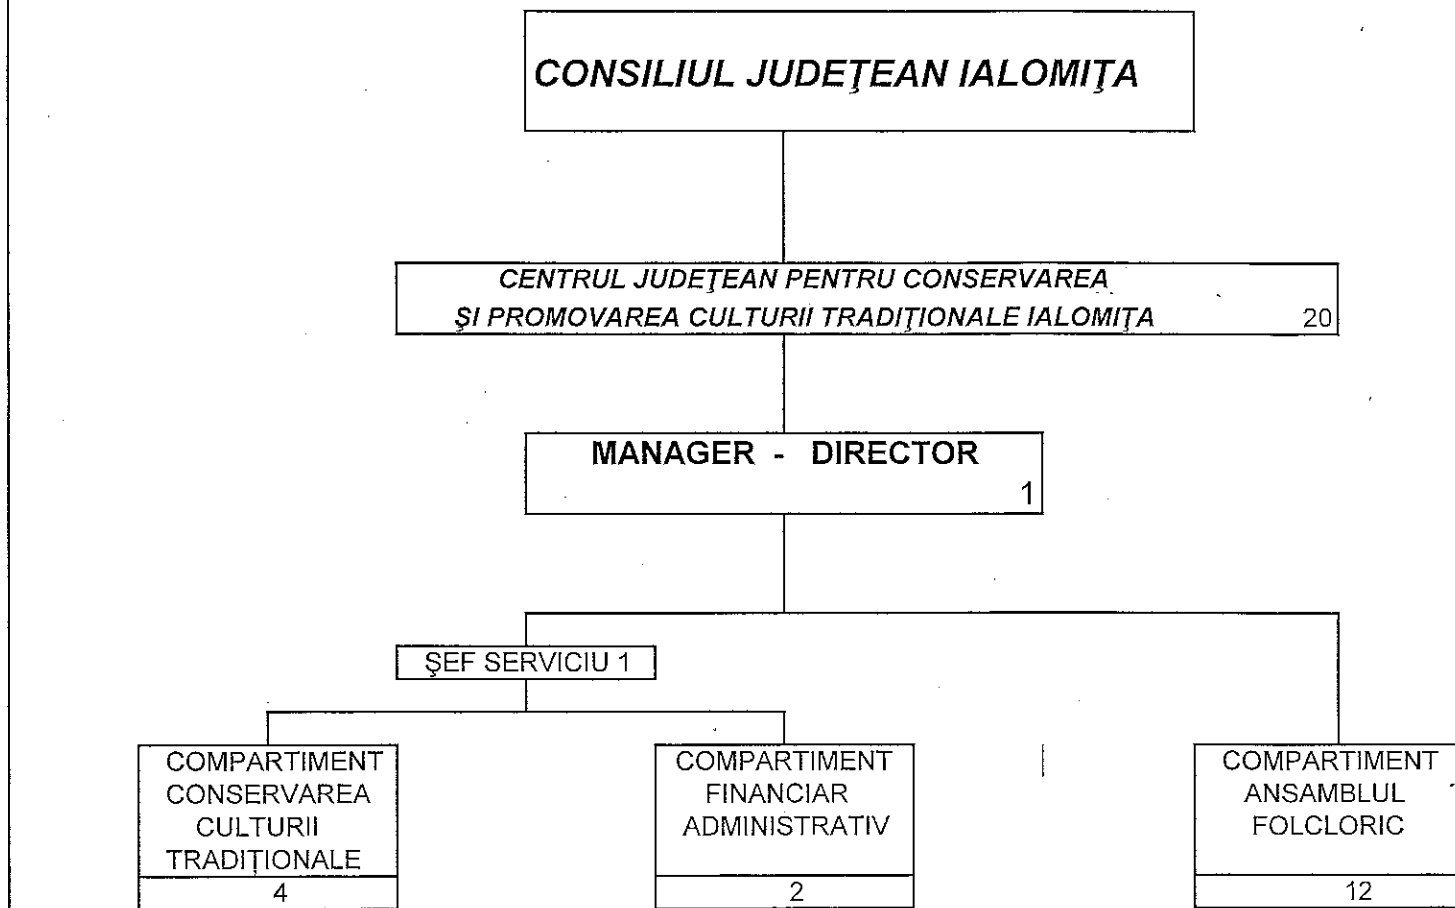 CONSILIUL JUDEŢEAN IALOMIŢA
CENTRUL JUDEŢEAN PENTRU CONSERVAREA
ŞI PROMOVAREA CULTURII TRADIŢIONALE IALOMIŢA 20
MANAGER - DIRECTOR
1
ŞEF SERVICIU 1
COMPARTIMENT
CONSERVAREA
CULTURII
TRADIŢIONALE
4
COMPARTIMENT
FINANCIAR
ADMINISTRATIV
2
COMPARTIMENT
ANSAMBLUL
FOLCLORIC
12